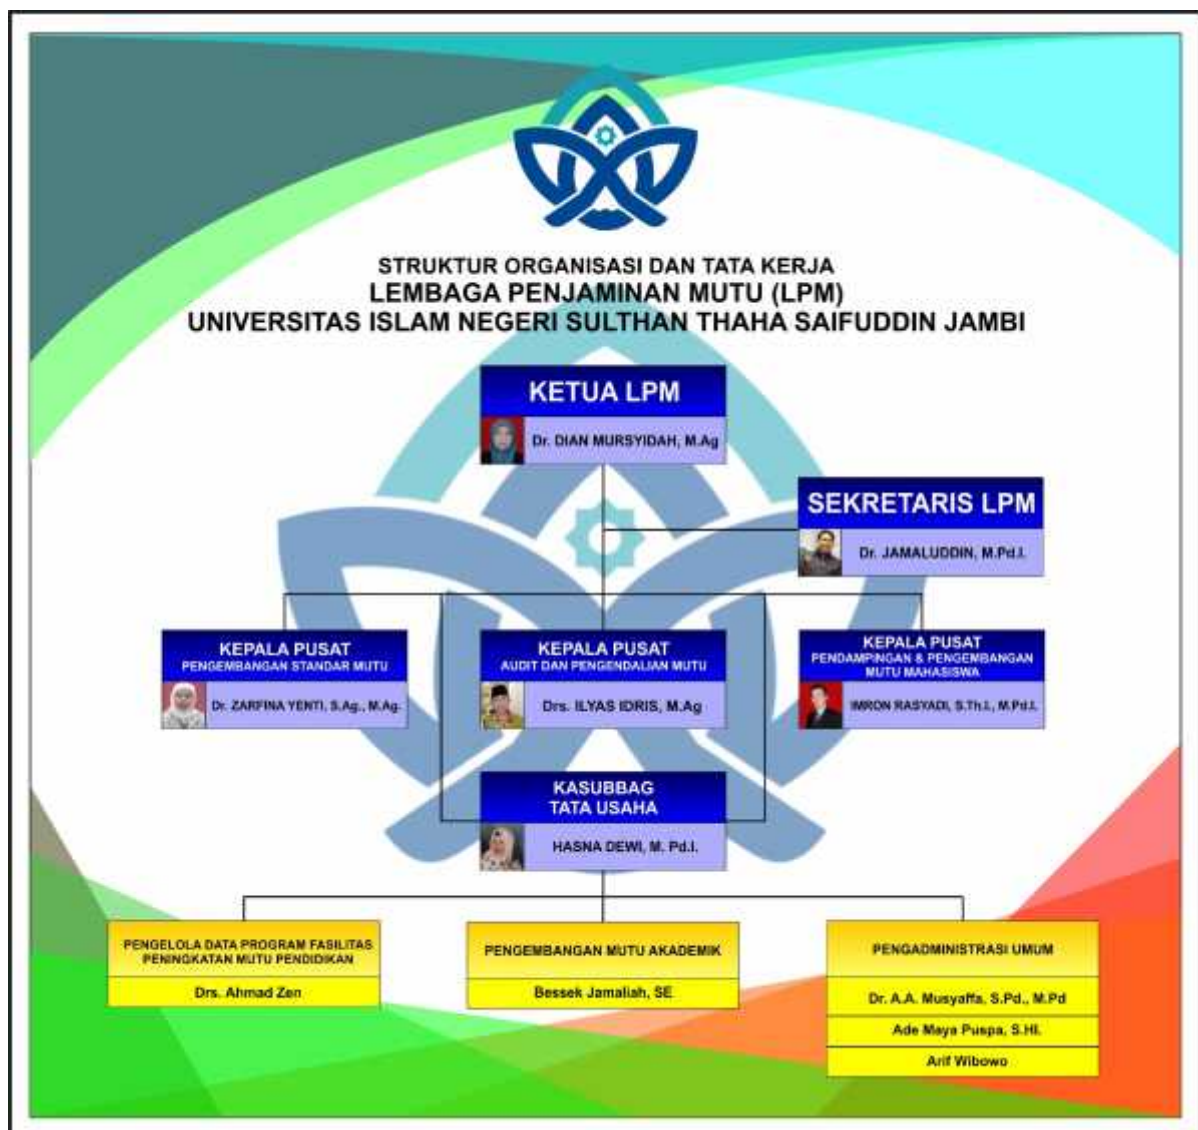 STRUKTUR ORGANISASI DAN TATA KERJA
LEMBAGA PENJAMINAN MUTU (LPM)
UNIVERSITAS ISLAM NEGERI SULTHAN THAHA SAIFUDDIN JAMBI
KETUA LPM
Dr. DIAN MURSYIDAH, M.Ag
SEKRETARIS LPM
Dr. JAMALUDDIN, M.Pd.I.
KEPALA PUSAT
PENGEMBANGAN STANDAR MUTU
Dr. ZARFINA YENTI, S.Ag., M.Ag.
KEPALA PUSAT
AUDIT DAN PENGENDALIAN MUTU
Drs. ILYAS IDRIS, M.Ag
KEPALA PUSAT
PENDAMPINGAN & PENGEMBANGAN
MUTU MAHASISWA
IMRON RASYADI, S.Th.I., M.Pd.I.
KASUBBAG
TATA USAHA
HASNA DEWI, M. Pd.I.
PENGELOLA DATA PROGRAM FASILITAS
PENINGKATAN MUTU PENDIDIKAN
Drs. Ahmad Zen
PENGEMBANGAN MUTU AKADEMIK
Bessek Jamaliah, SE
PENGADMINISTRASI UMUM
Dr. A.A. Musyaffa, S.Pd., M.Pd
Ade Maya Puspa, S.HI.
Arif Wibowo